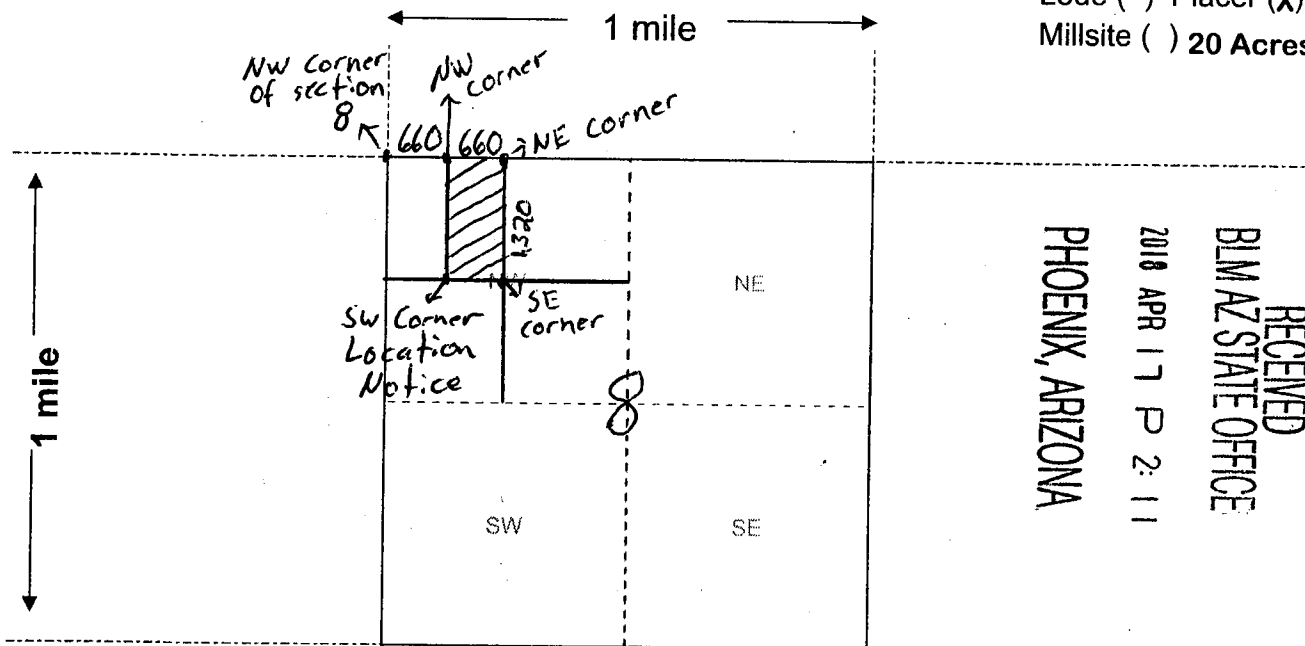 Lode ( ) Placer (X)
Millsite ( ) 20 Acres
1 mile
NW Corner
of section
8
NW
corner
660
660
NE Corner
1320
SW Corner
Location
Notice
SE
corner
NE
8
SW
SE
1 mile
RECEIVED
BLM AZ STATE OFFICE
2018 APR 17 P 2:11
PHOENIX, ARIZONA